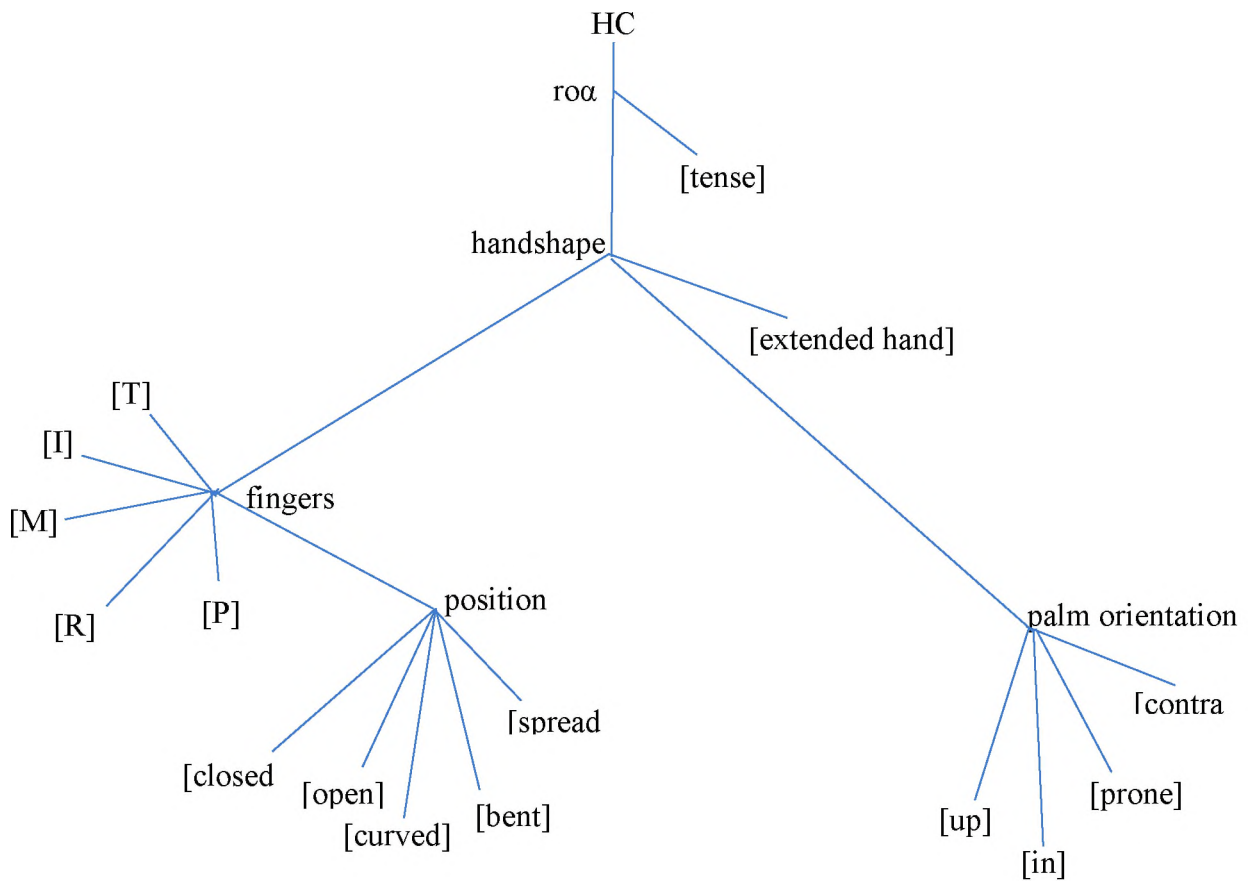 HC
roα
[tense]
handshape
[extended hand]
[T]
[I]
fingers
[M]
[P]
[R]
position
palm orientation
[contra
[spread
[closed
[open]
[prone]
[bent]
[up]
[curved]
[in]